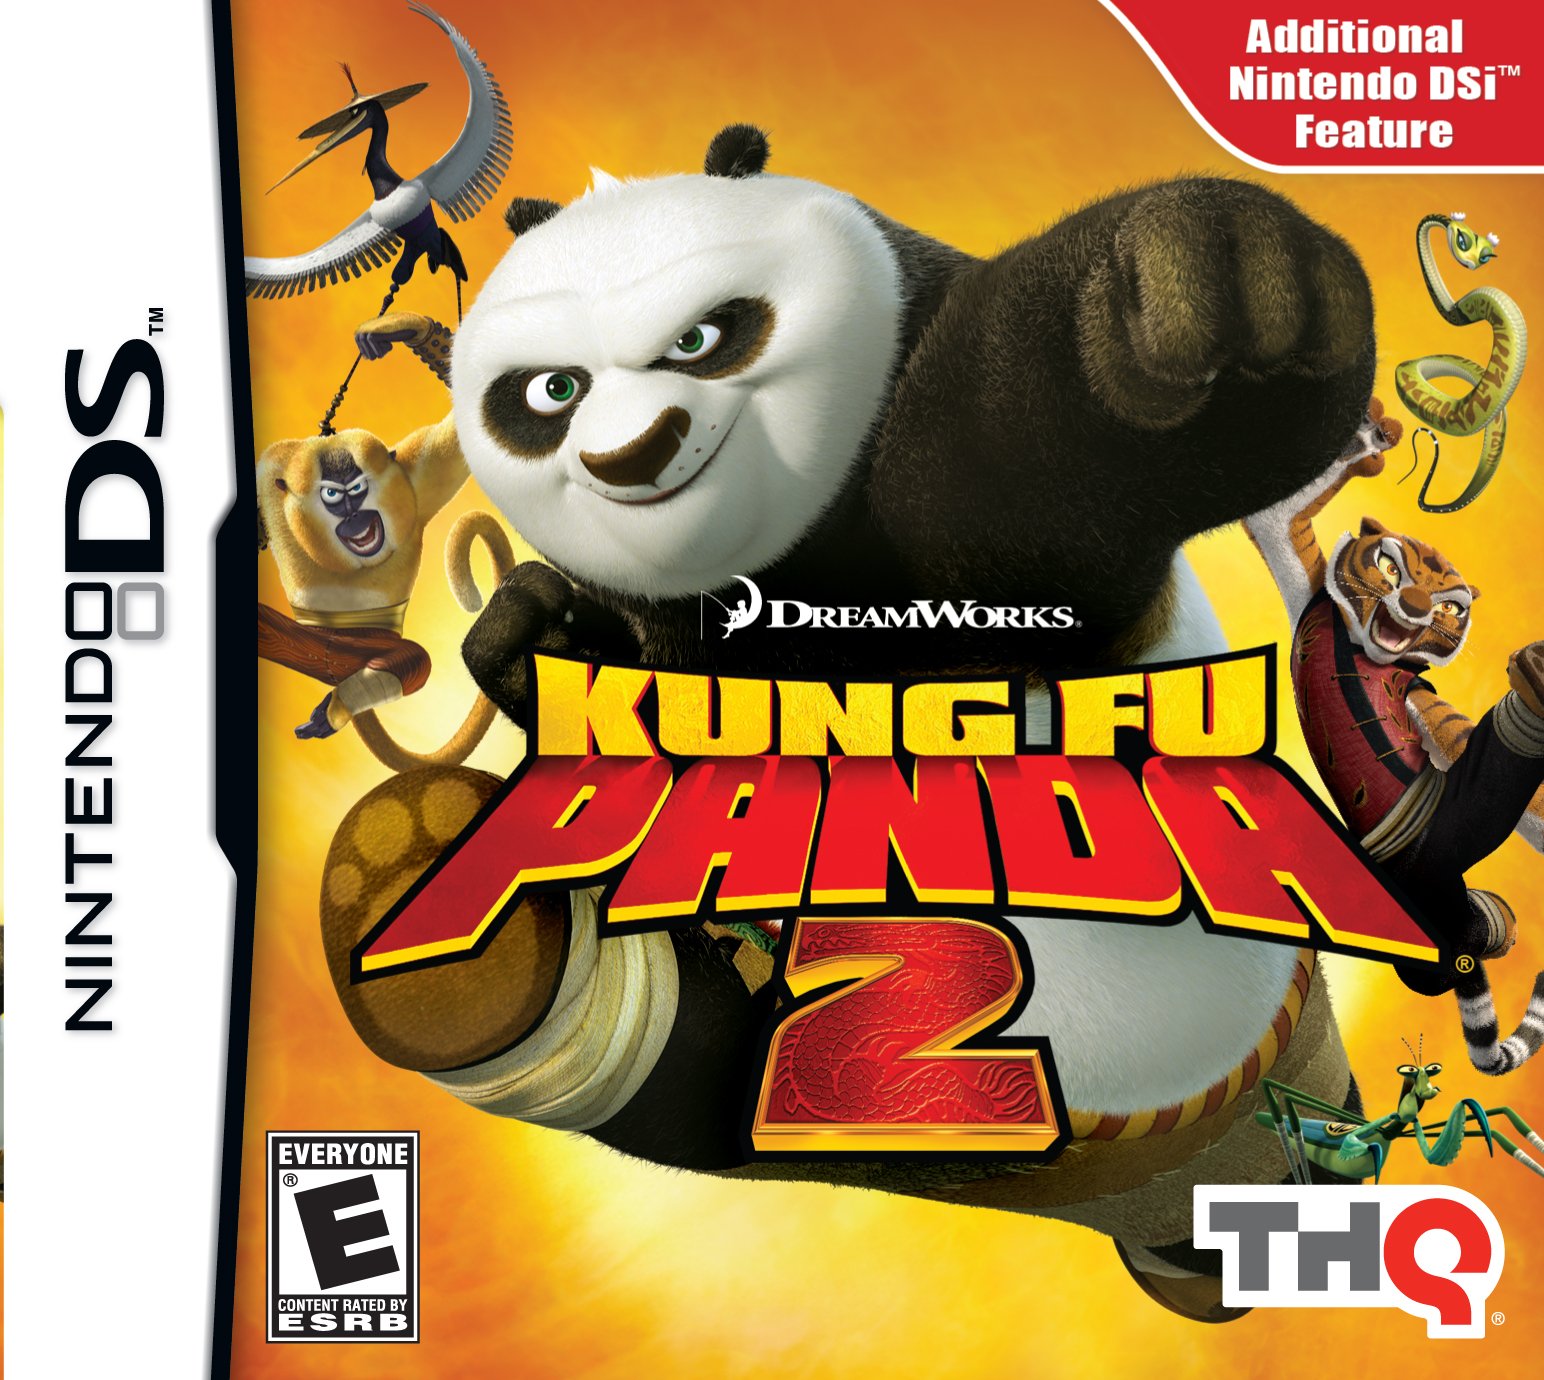 NINTENDO DS™
Additional
Nintendo DSi™
Feature
DREAMWORKS®
KUNG FU
PANDA®
2
EVERYONE
®
E
CONTENT RATED BY
ESRB
THQ®